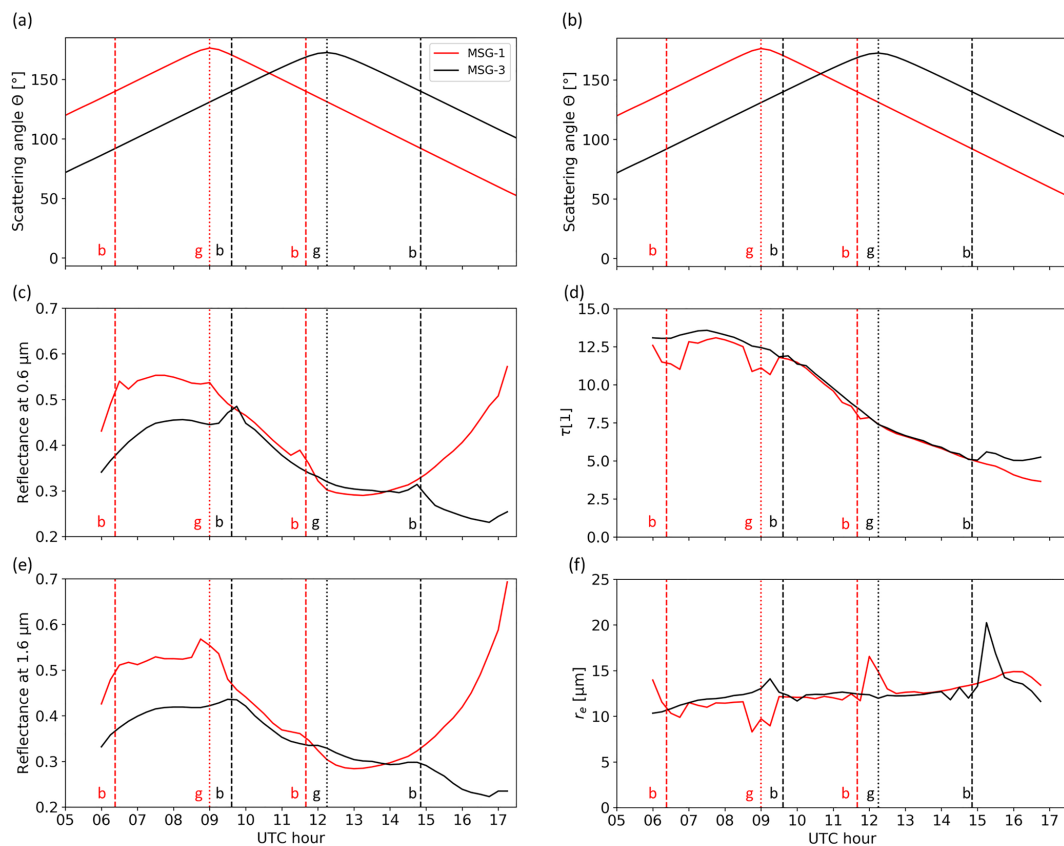 (a)
(b)
Scattering angle Θ [°]
150
100
50
0
MSG-1
MSG-3
b
g
b
b
g
b
Scattering angle Θ [°]
150
100
50
0
b
g
b
b
g
b
(c)
(d)
Reflectance at 0.6 μm
0.7
0.6
0.5
0.4
0.3
0.2
b
g
b
b
g
b
τ[1]
15.0
12.5
10.0
7.5
5.0
2.5
0.0
b
g
b
b
g
b
(e)
(f)
Reflectance at 1.6 μm
0.7
0.6
0.5
0.4
0.3
0.2
b
g
b
b
g
b
05 06 07 08 09 10 11 12 13 14 15 16 17
UTC hour
re [μm]
25
20
15
10
5
0
b
g
b
b
g
b
05 06 07 08 09 10 11 12 13 14 15 16 17
UTC hour